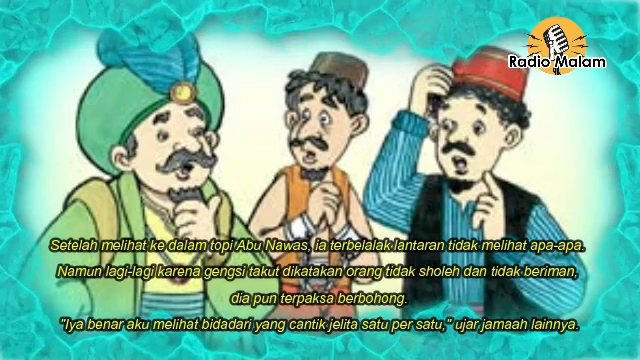 Radio Malam
Setelah melihat ke dalam topi Abu Nawas, ia terbelalak lantaran tidak melihat apa-apa.
Namun lagi-lagi karena gengsi takut dikatakan orang tidak sholeh dan tidak beriman,
dia pun terpaksa berbohong.
"Iya benar aku melihat bidadari yang cantik jelita satu per satu," ujar jamaah lainnya.